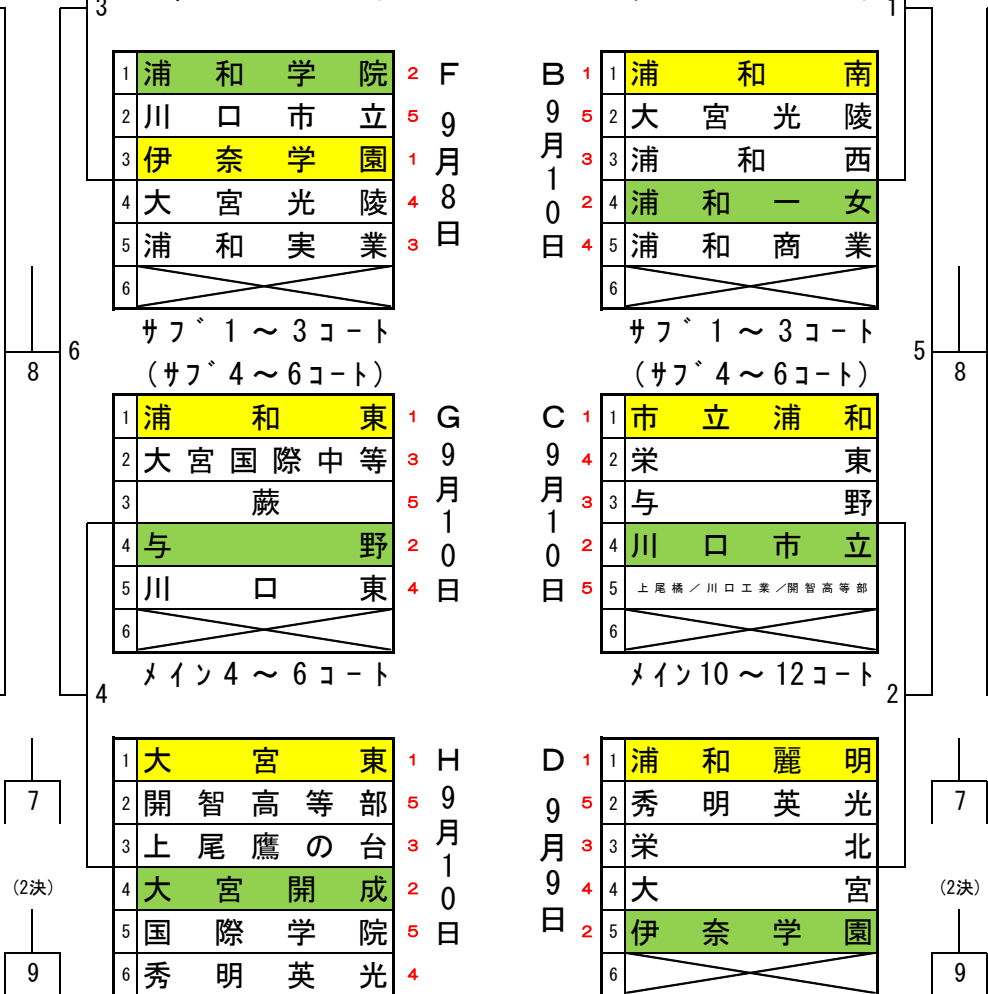 3
1
1 浦和学院 2
2 川口市立 5
3 伊奈学園 1
4 大宮光陵 4
5 浦和実業 3
6
F 9月8日
サブ1～3コート
(サブ4～6コート)
B 9月10日
1 1 浦和南
5 2 大宮光陵
3 3 浦和西
2 4 浦和一女
4 5 浦和商業
6
サブ1～3コート
(サブ4～6コート)
6
8
5
8
1 浦和東 1
2 大宮国際中等 3
3 蕨 5
4 与野 2
5 川口東 4
6
G 9月10日
メイン4～6コート
C 9月10日
1 1 市立浦和
4 2 栄東
3 3 与野
2 4 川口市立
5 5 上尾橘／川口工業／開智高等部
6
メイン10～12コート
4
2
1 大宮東 1
2 開智高等部 5
3 上尾鷹の台 3
4 大宮開成 2
5 国際学院 5
6 秀明英光 4
H 9月10日
D 9月9日
1 1 浦和麗明
5 2 秀明英光
3 3 栄北
4 4 大宮
2 5 伊奈学園
6
7
(2決)
9
7
(2決)
9